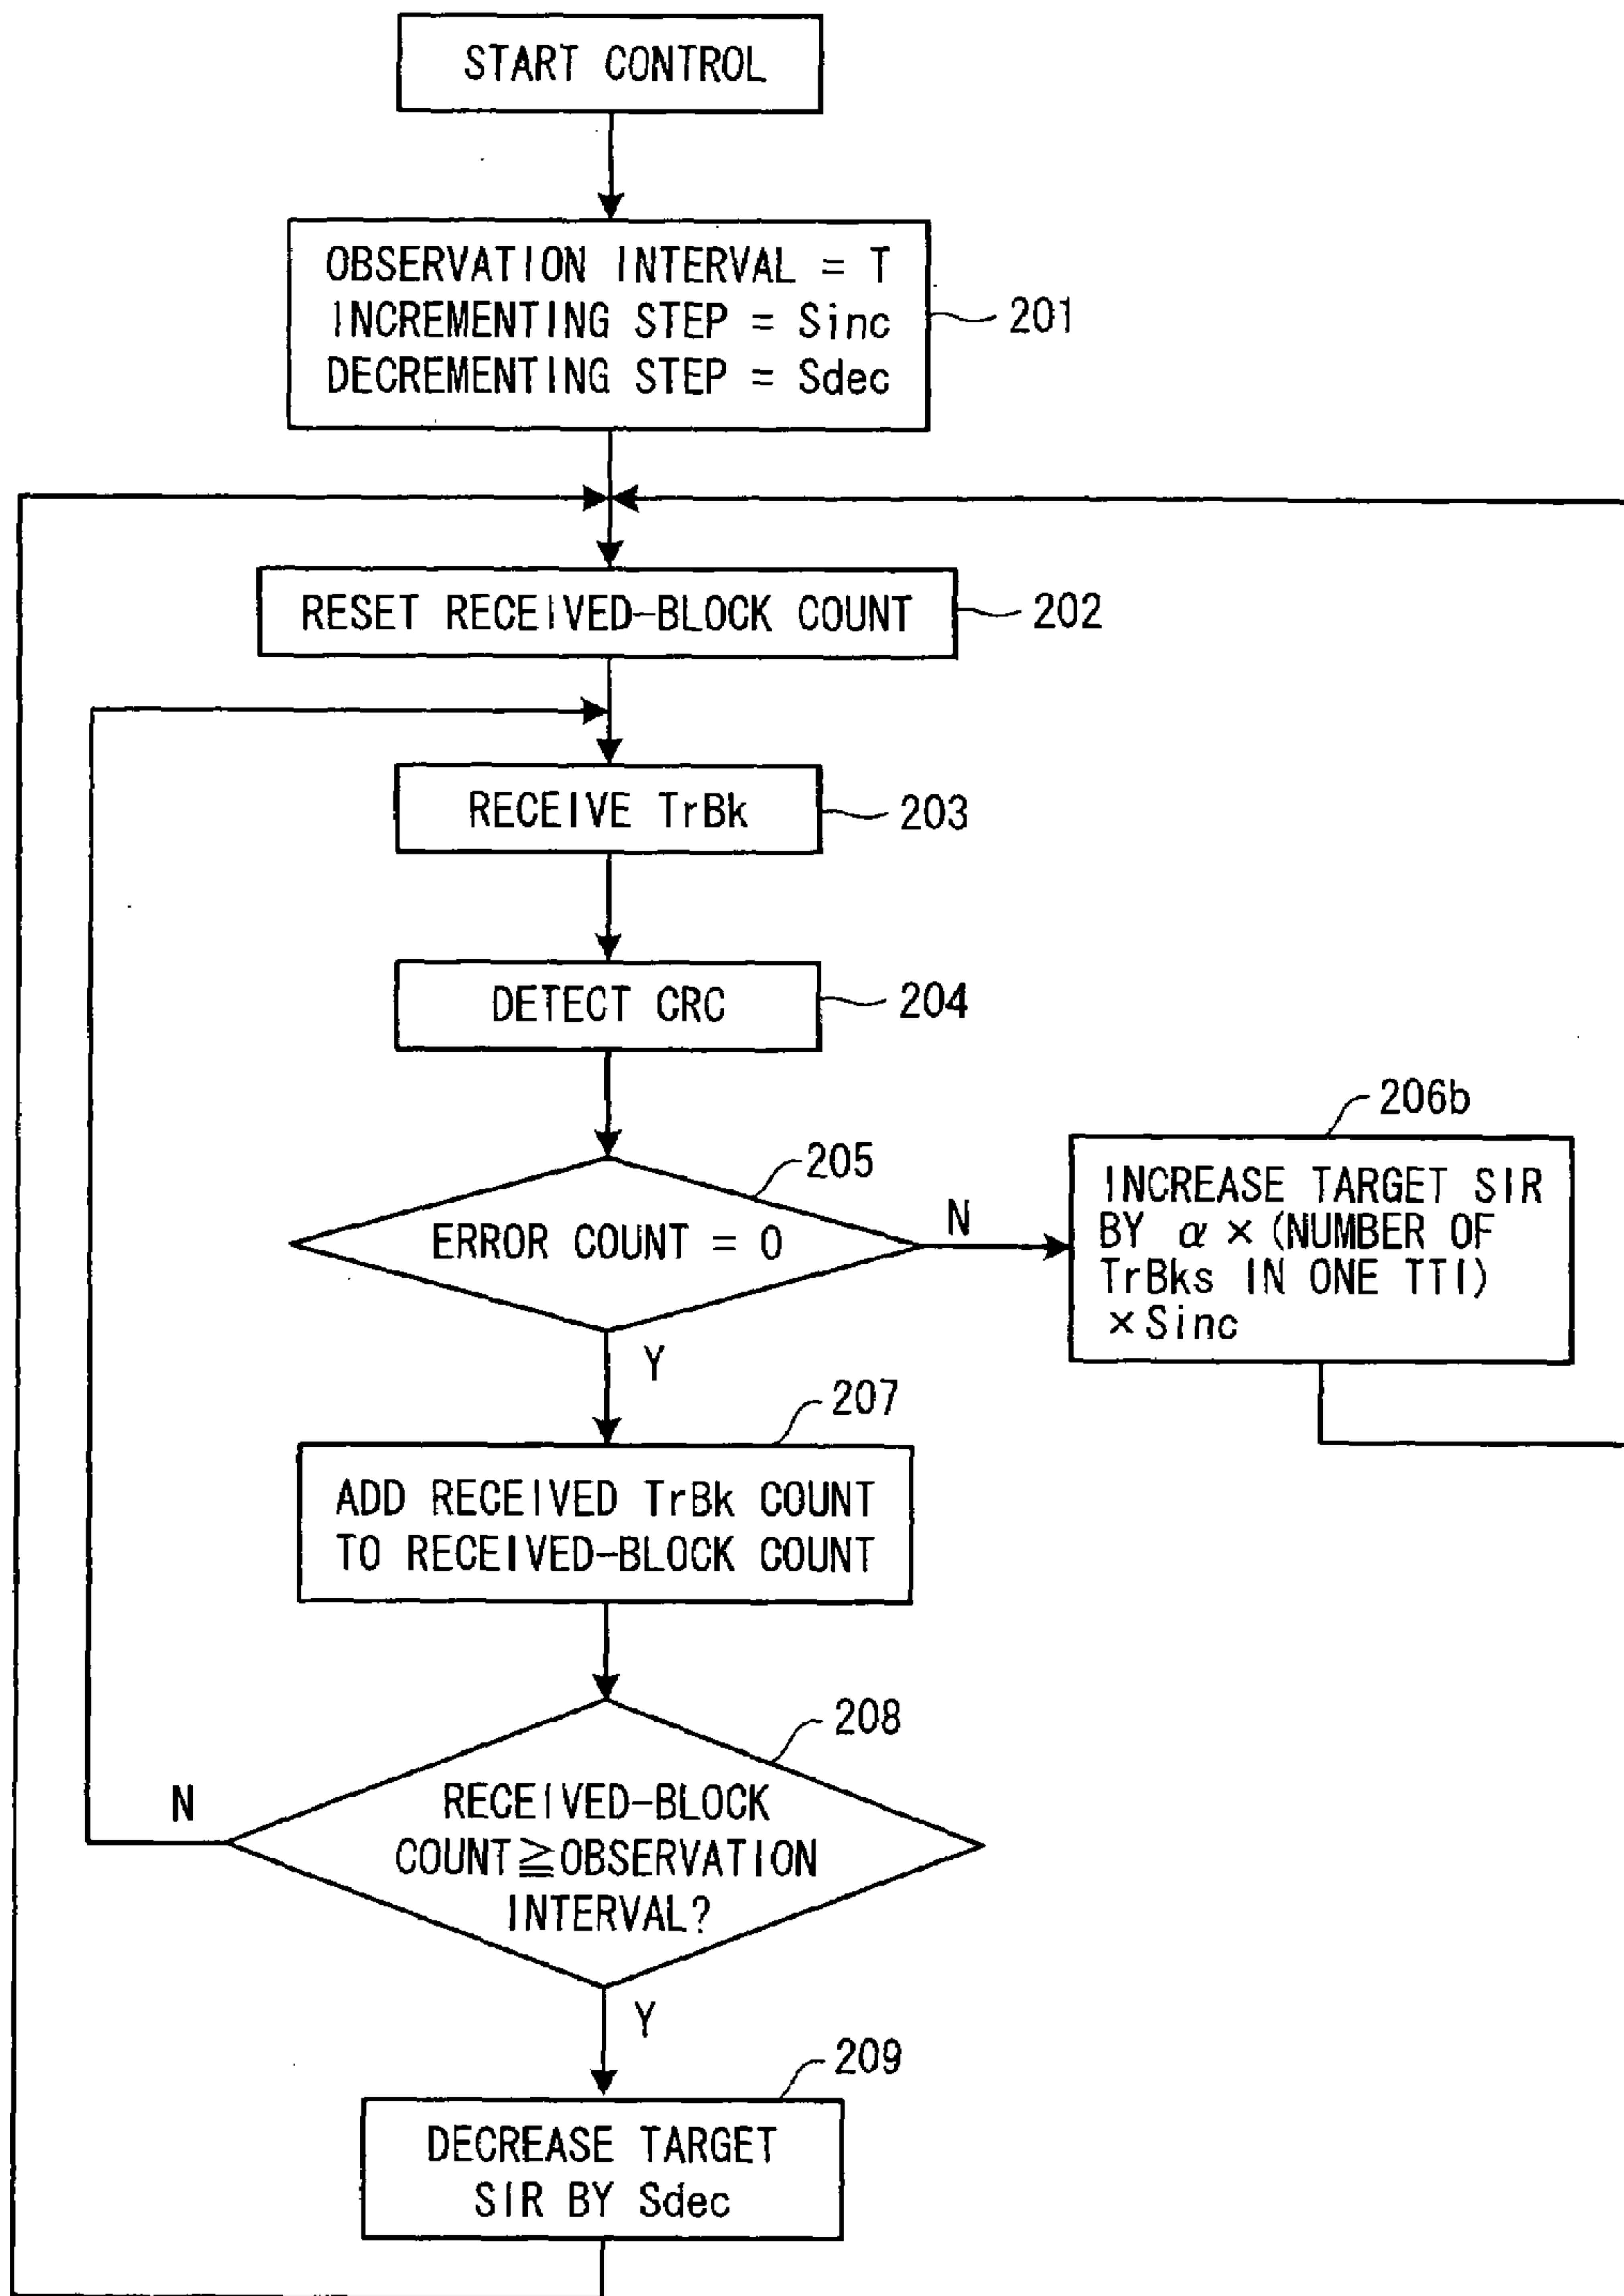 START CONTROL
OBSERVATION INTERVAL = T
INCREMENTING STEP = Sinc
DECREMENTING STEP = Sdec
201
RESET RECEIVED-BLOCK COUNT
202
RECEIVE TrBk
203
DETECT CRC
204
205
ERROR COUNT = 0
N
Y
206b
INCREASE TARGET SIR
BY α × (NUMBER OF
TrBks IN ONE TTI)
×Sinc
207
ADD RECEIVED TrBk COUNT
TO RECEIVED-BLOCK COUNT
208
RECEIVED-BLOCK
COUNT≧OBSERVATION
INTERVAL?
N
Y
209
DECREASE TARGET
SIR BY Sdec